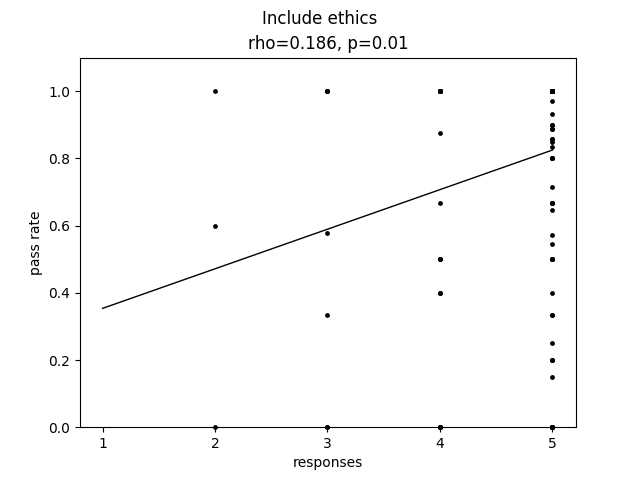 Include ethics
rho=0.186, p=0.01
1.0
0.8
0.6
0.4
0.2
0.0
pass rate
1 2 3 4 5
responses